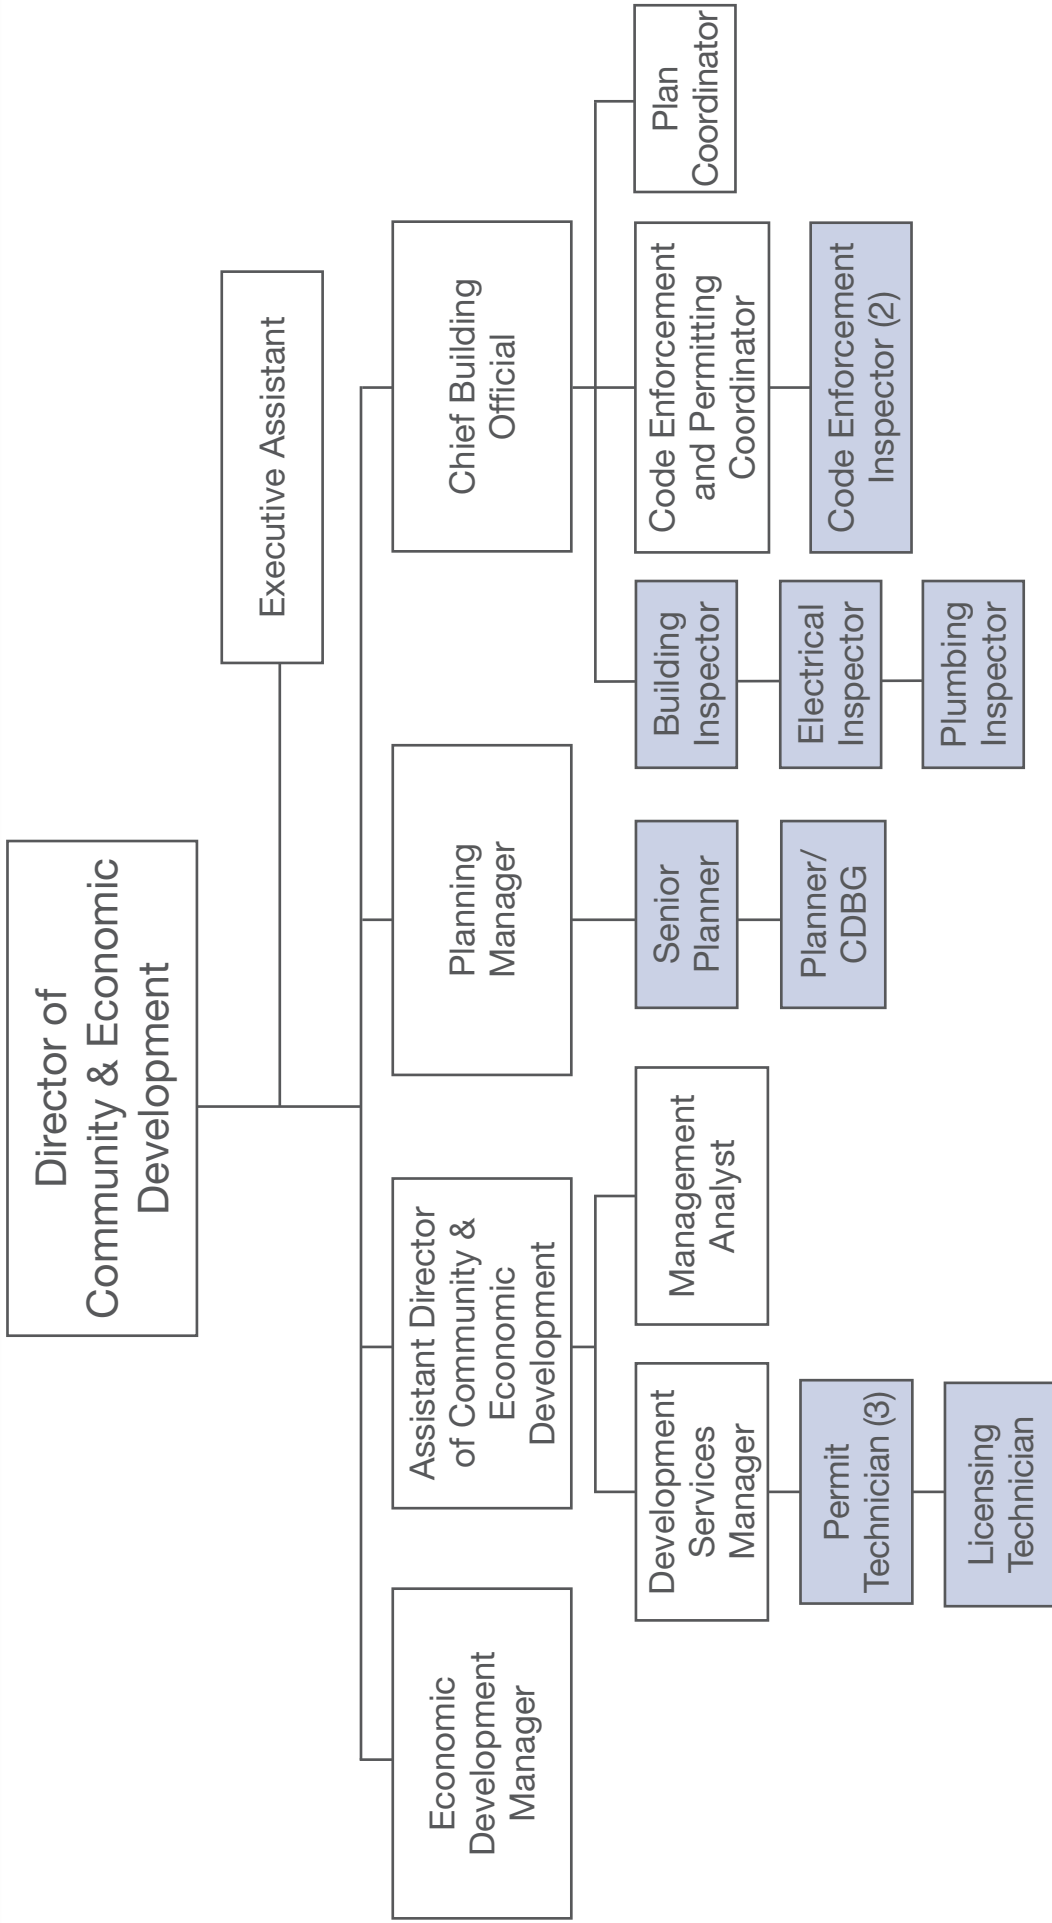 Director of
Community & Economic
Development
Executive Assistant
Economic
Development
Manager
Assistant Director
of Community &
Economic
Development
Planning
Manager
Chief Building
Official
Development
Services
Manager
Management
Analyst
Senior
Planner
Building
Inspector
Code Enforcement
and Permitting
Coordinator
Plan
Coordinator
Permit
Technician (3)
Planner/
CDBG
Electrical
Inspector
Code Enforcement
Inspector (2)
Licensing
Technician
Plumbing
Inspector